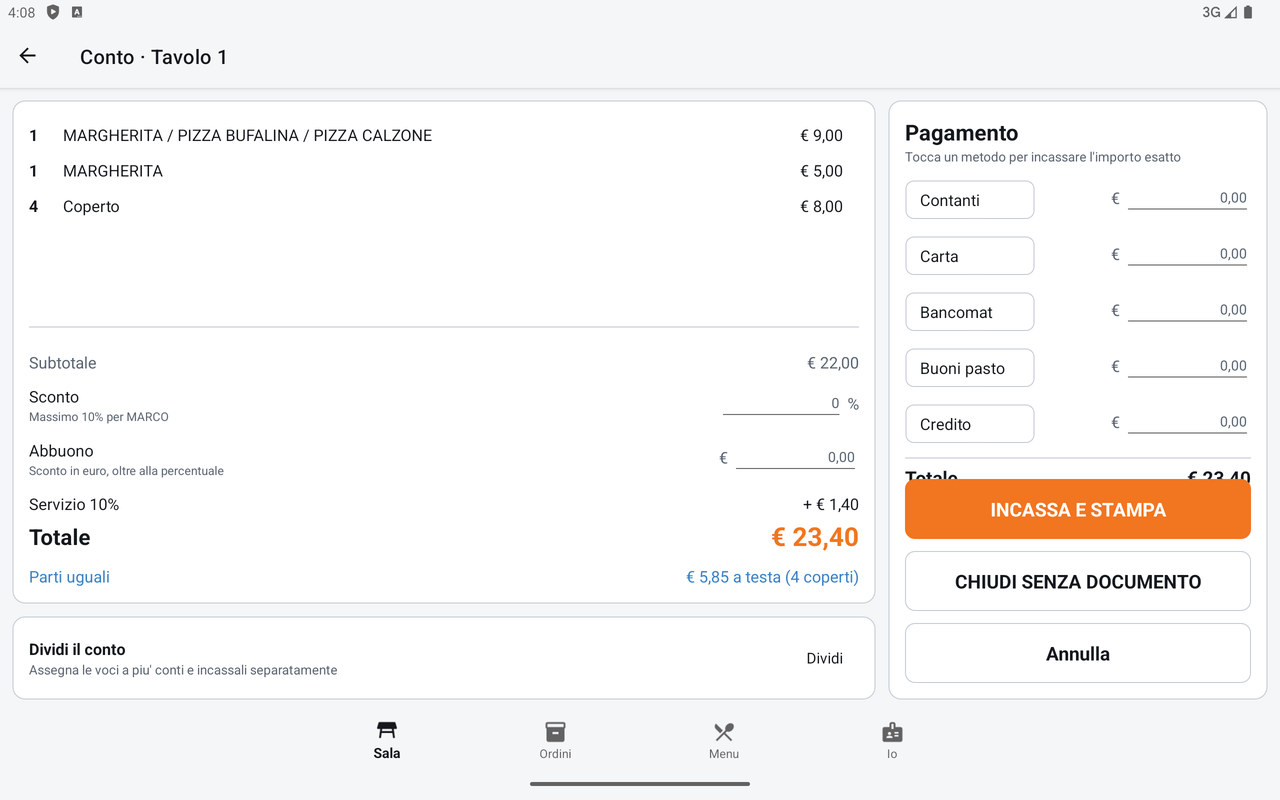 4:08
3G
Conto · Tavolo 1
1 MARGHERITA / PIZZA BUFALINA / PIZZA CALZONE € 9,00
1 MARGHERITA € 5,00
4 Coperto € 8,00
Subtotale € 22,00
Sconto
Massimo 10% per MARCO
0 %
Abbuono
Sconto in euro, oltre alla percentuale
€ 0,00
Servizio 10% + € 1,40
Totale € 23,40
Parti uguali € 5,85 a testa (4 coperti)
Dividi il conto
Assegna le voci a piu' conti e incassali separatamente
Dividi
Pagamento
Tocca un metodo per incassare l'importo esatto
Contanti € 0,00
Carta € 0,00
Bancomat € 0,00
Buoni pasto € 0,00
Credito € 0,00
Totale € 23,40
INCASSA E STAMPA
CHIUDI SENZA DOCUMENTO
Annulla
Sala
Ordini
Menu
Io